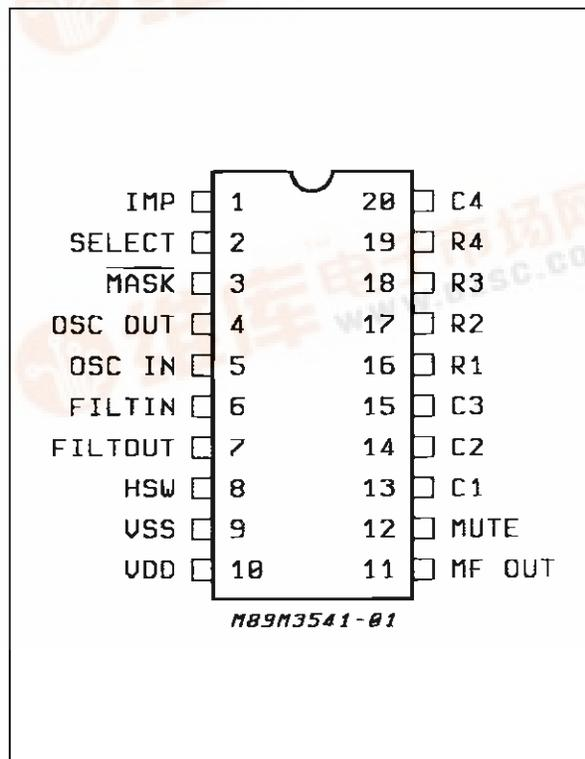 IMP 1 20 C4
SELECT 2 19 R4
MASK 3 18 R3
OSC OUT 4 17 R2
OSC IN 5 16 R1
FILTIN 6 15 C3
FILTOUT 7 14 C2
HSW 8 13 C1
VSS 9 12 MUTE
VDD 10 11 MF OUT
M89M3541-01